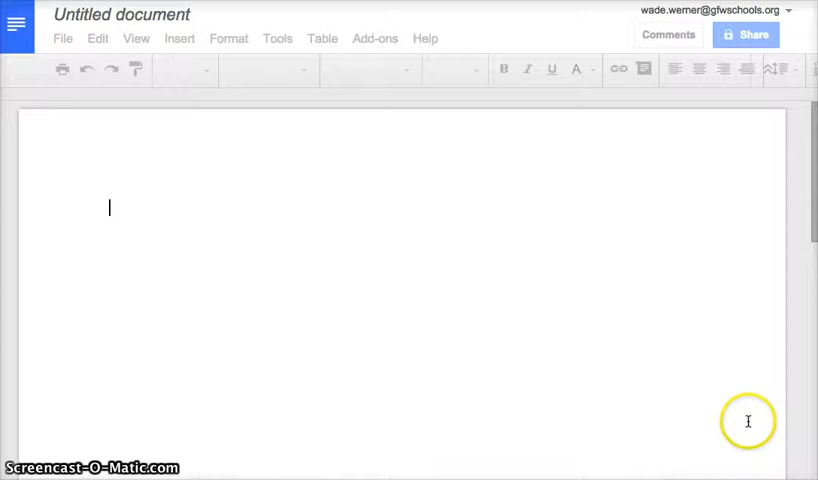 Untitled document
wade.werner@gfwschools.org
File Edit View Insert Format Tools Table Add-ons Help
Comments
Share
B I U A
Screencast-O-Matic.com